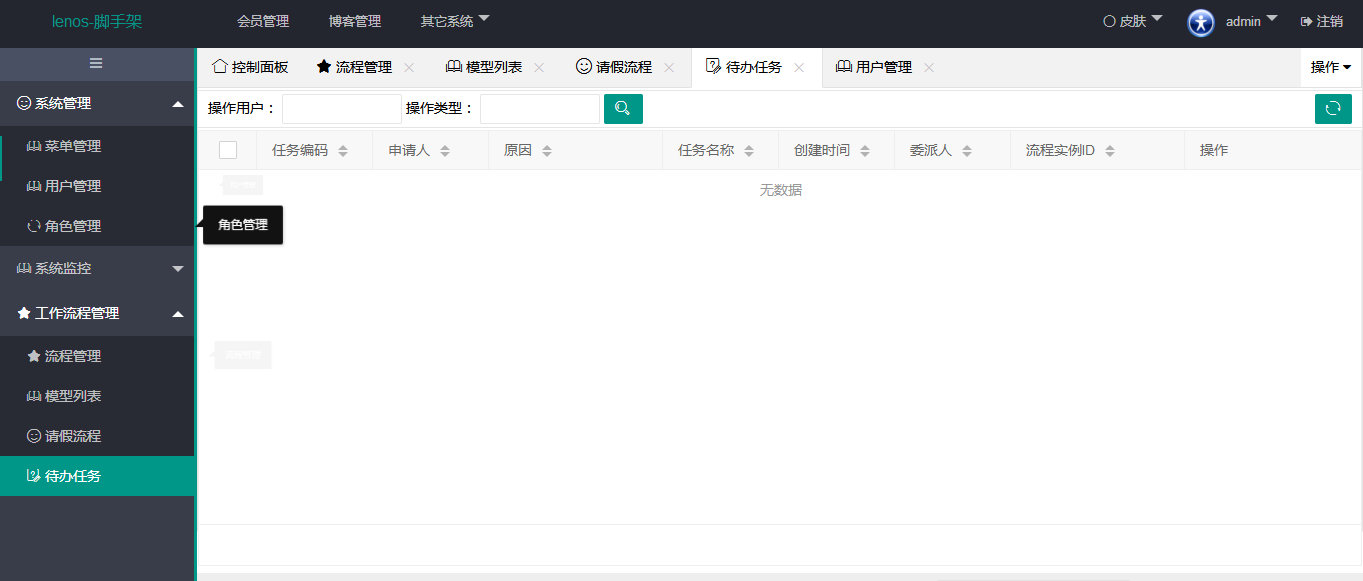 lenos-脚手架 会员管理 博客管理 其它系统 皮肤 admin 注销
控制面板 流程管理 模型列表 请假流程 待办任务 用户管理 操作
系统管理
操作用户： 操作类型：
菜单管理
任务编码 申请人 原因 任务名称 创建时间 委派人 流程实例ID 操作
用户管理
无数据
角色管理
角色管理
系统监控
工作流程管理
流程管理
模型列表
请假流程
待办任务